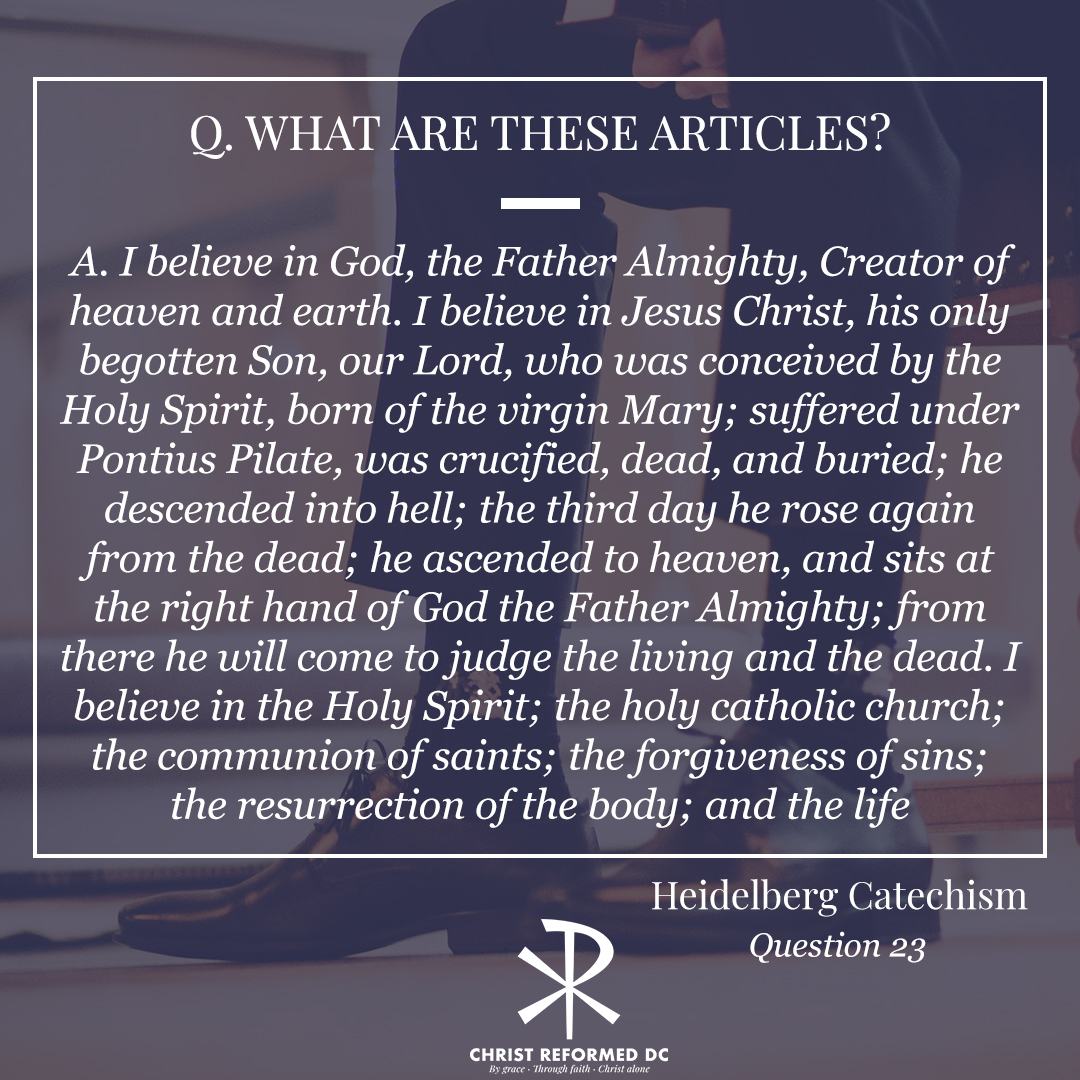 Q. WHAT ARE THESE ARTICLES?
A. I believe in God, the Father Almighty, Creator of
heaven and earth. I believe in Jesus Christ, his only
begotten Son, our Lord, who was conceived by the
Holy Spirit, born of the virgin Mary; suffered under
Pontius Pilate, was crucified, dead, and buried; he
descended into hell; the third day he rose again
from the dead; he ascended to heaven, and sits at
the right hand of God the Father Almighty; from
there he will come to judge the living and the dead. I
believe in the Holy Spirit; the holy catholic church;
the communion of saints; the forgiveness of sins;
the resurrection of the body; and the life
Heidelberg Catechism
Question 23
CHRIST REFORMED DC
By grace · Through faith · Christ alone